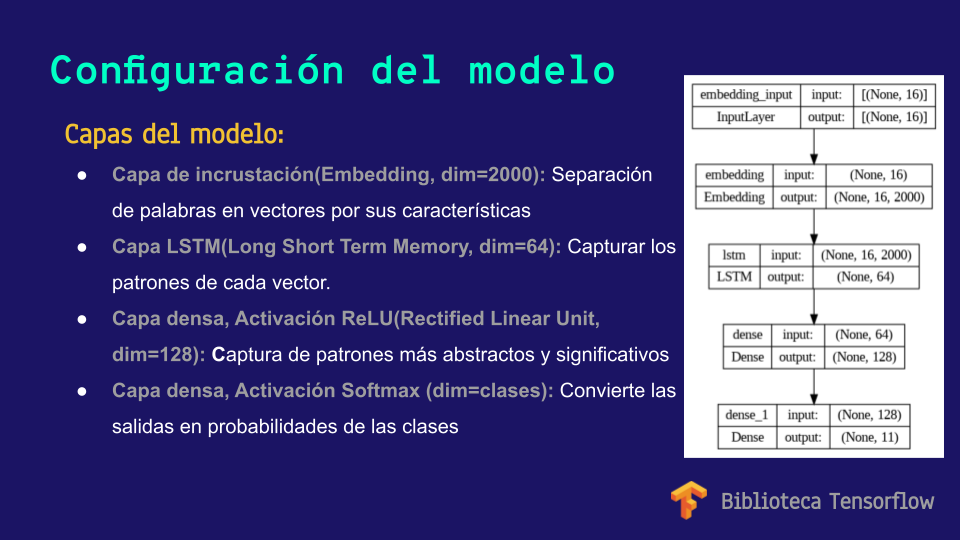 Configuración del modelo
Capas del modelo:
● Capa de incrustación(Embedding, dim=2000): Separación
de palabras en vectores por sus características
● Capa LSTM(Long Short Term Memory, dim=64): Capturar los
patrones de cada vector.
● Capa densa, Activación ReLU(Rectified Linear Unit,
dim=128): Captura de patrones más abstractos y significativos
● Capa densa, Activación Softmax (dim=clases): Convierte las
salidas en probabilidades de las clases
embedding_input input: [(None, 16)]
InputLayer output: [(None, 16)]
embedding input: (None, 16)
Embedding output: (None, 16, 2000)
lstm input: (None, 16, 2000)
LSTM output: (None, 64)
dense input: (None, 64)
Dense output: (None, 128)
dense_1 input: (None, 128)
Dense output: (None, 11)
Biblioteca Tensorflow